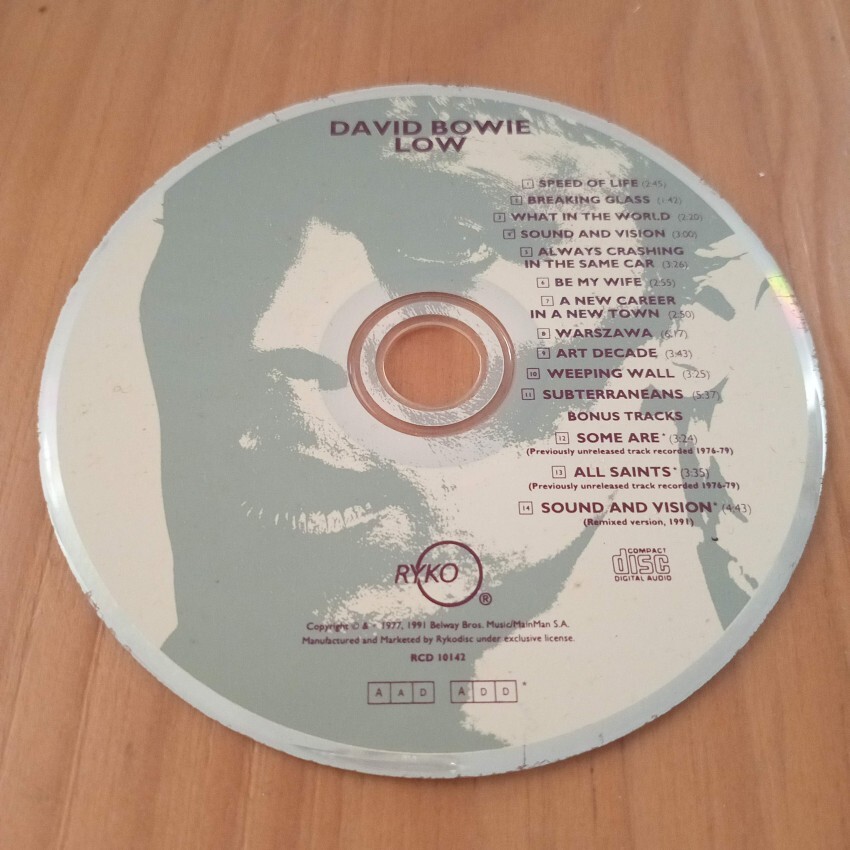 DAVID BOWIE
LOW
1 SPEED OF LIFE (2:45)
2 BREAKING GLASS (1:42)
3 WHAT IN THE WORLD (2:20)
4 SOUND AND VISION (3:00)
5 ALWAYS CRASHING
IN THE SAME CAR (3:26)
6 BE MY WIFE (2:55)
7 A NEW CAREER
IN A NEW TOWN (2:50)
8 WARSZAWA (6:17)
9 ART DECADE (3:43)
10 WEEPING WALL (3:25)
11 SUBTERRANEANS (5:37)
BONUS TRACKS
12 SOME ARE* (3:24)
(Previously unreleased track recorded 1976-79)
13 ALL SAINTS* (3:35)
(Previously unreleased track recorded 1976-79)
14 SOUND AND VISION* (4:43)
(Remixed version, 1991)
RYKO ®
COMPACT
disc
DIGITAL AUDIO
Copyright © & 1977, 1991 Belway Bros. Music/MainMan S.A.
Manufactured and Marketed by Rykodisc under exclusive license.
RCD 10142
A A D A D D *